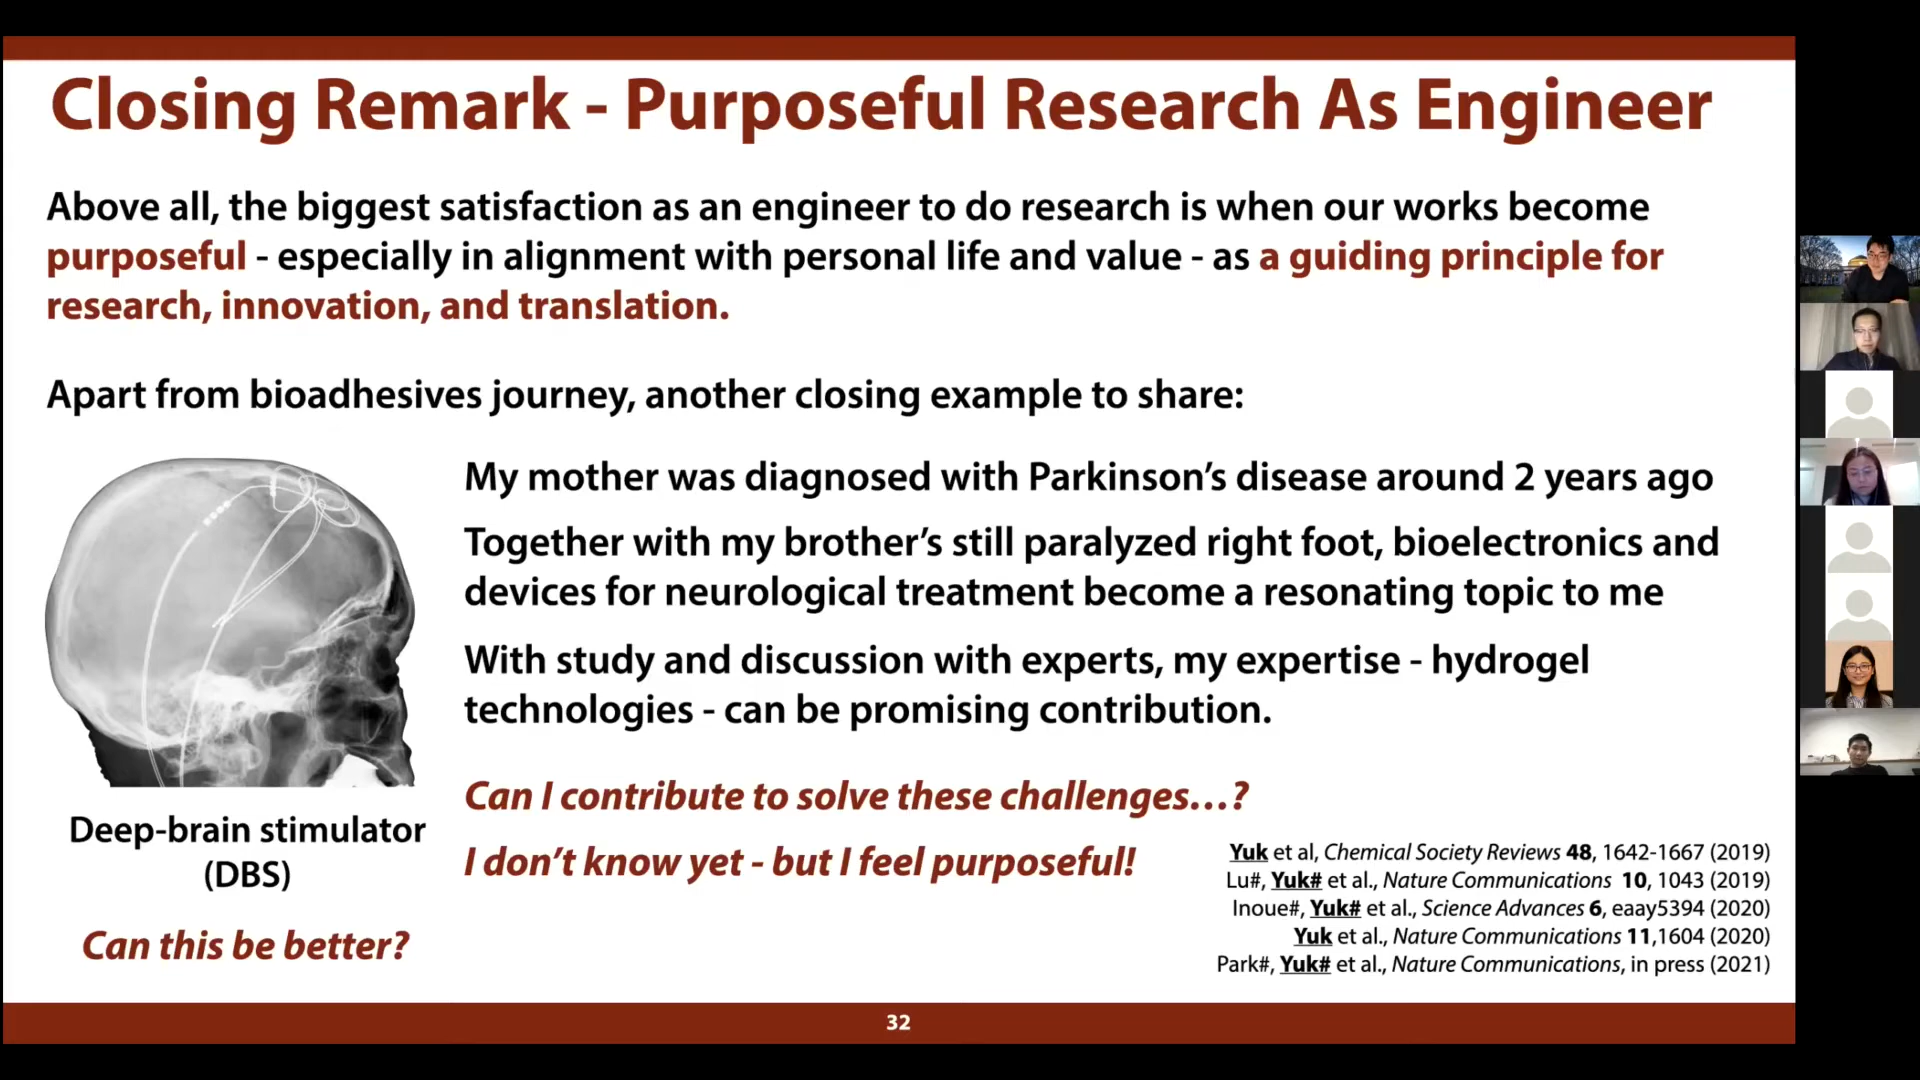 Closing Remark - Purposeful Research As Engineer
Above all, the biggest satisfaction as an engineer to do research is when our works become
purposeful - especially in alignment with personal life and value - as a guiding principle for
research, innovation, and translation.
Apart from bioadhesives journey, another closing example to share:
My mother was diagnosed with Parkinson’s disease around 2 years ago
Together with my brother’s still paralyzed right foot, bioelectronics and
devices for neurological treatment become a resonating topic to me
With study and discussion with experts, my expertise - hydrogel
technologies - can be promising contribution.
Can I contribute to solve these challenges…?
I don’t know yet - but I feel purposeful!
Deep-brain stimulator
(DBS)
Can this be better?
Yuk et al, Chemical Society Reviews 48, 1642-1667 (2019)
Lu#, Yuk# et al., Nature Communications 10, 1043 (2019)
Inoue#, Yuk# et al., Science Advances 6, eaay5394 (2020)
Yuk et al., Nature Communications 11,1604 (2020)
Park#, Yuk# et al., Nature Communications, in press (2021)
32